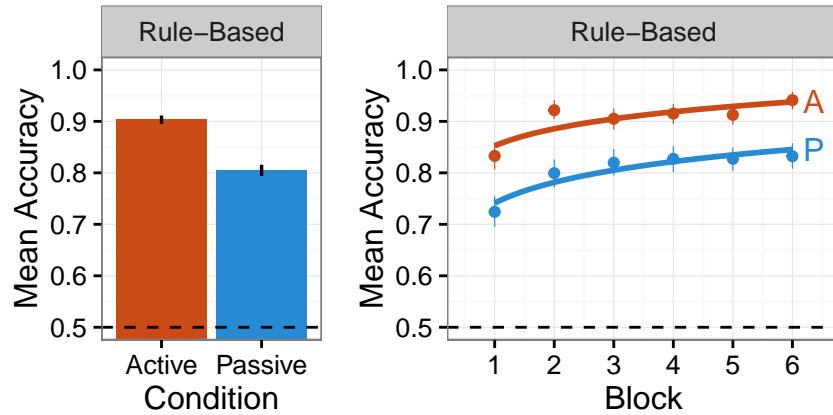 Rule−Based
Mean Accuracy
1.0
0.9
0.8
0.7
0.6
0.5
Active Passive
Condition
Rule−Based
Mean Accuracy
1.0
0.9
0.8
0.7
0.6
0.5
A
P
1 2 3 4 5 6
Block